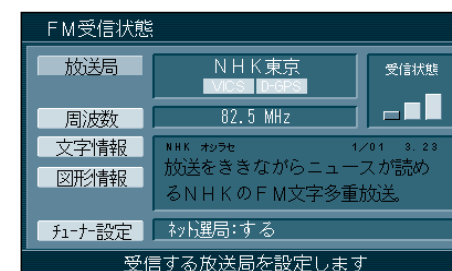 FM受信状態
放送局
NHK東京
VICS D-GPS
受信状態
周波数
82.5 MHz
文字情報
NHK ｵｼﾗｾ 1/01 3.23
放送をききながらニュースが読め
るNHKのFM文字多重放送。
図形情報
ﾁｭｰﾅｰ設定
ﾈｯﾄ選局:する
受信する放送局を設定します